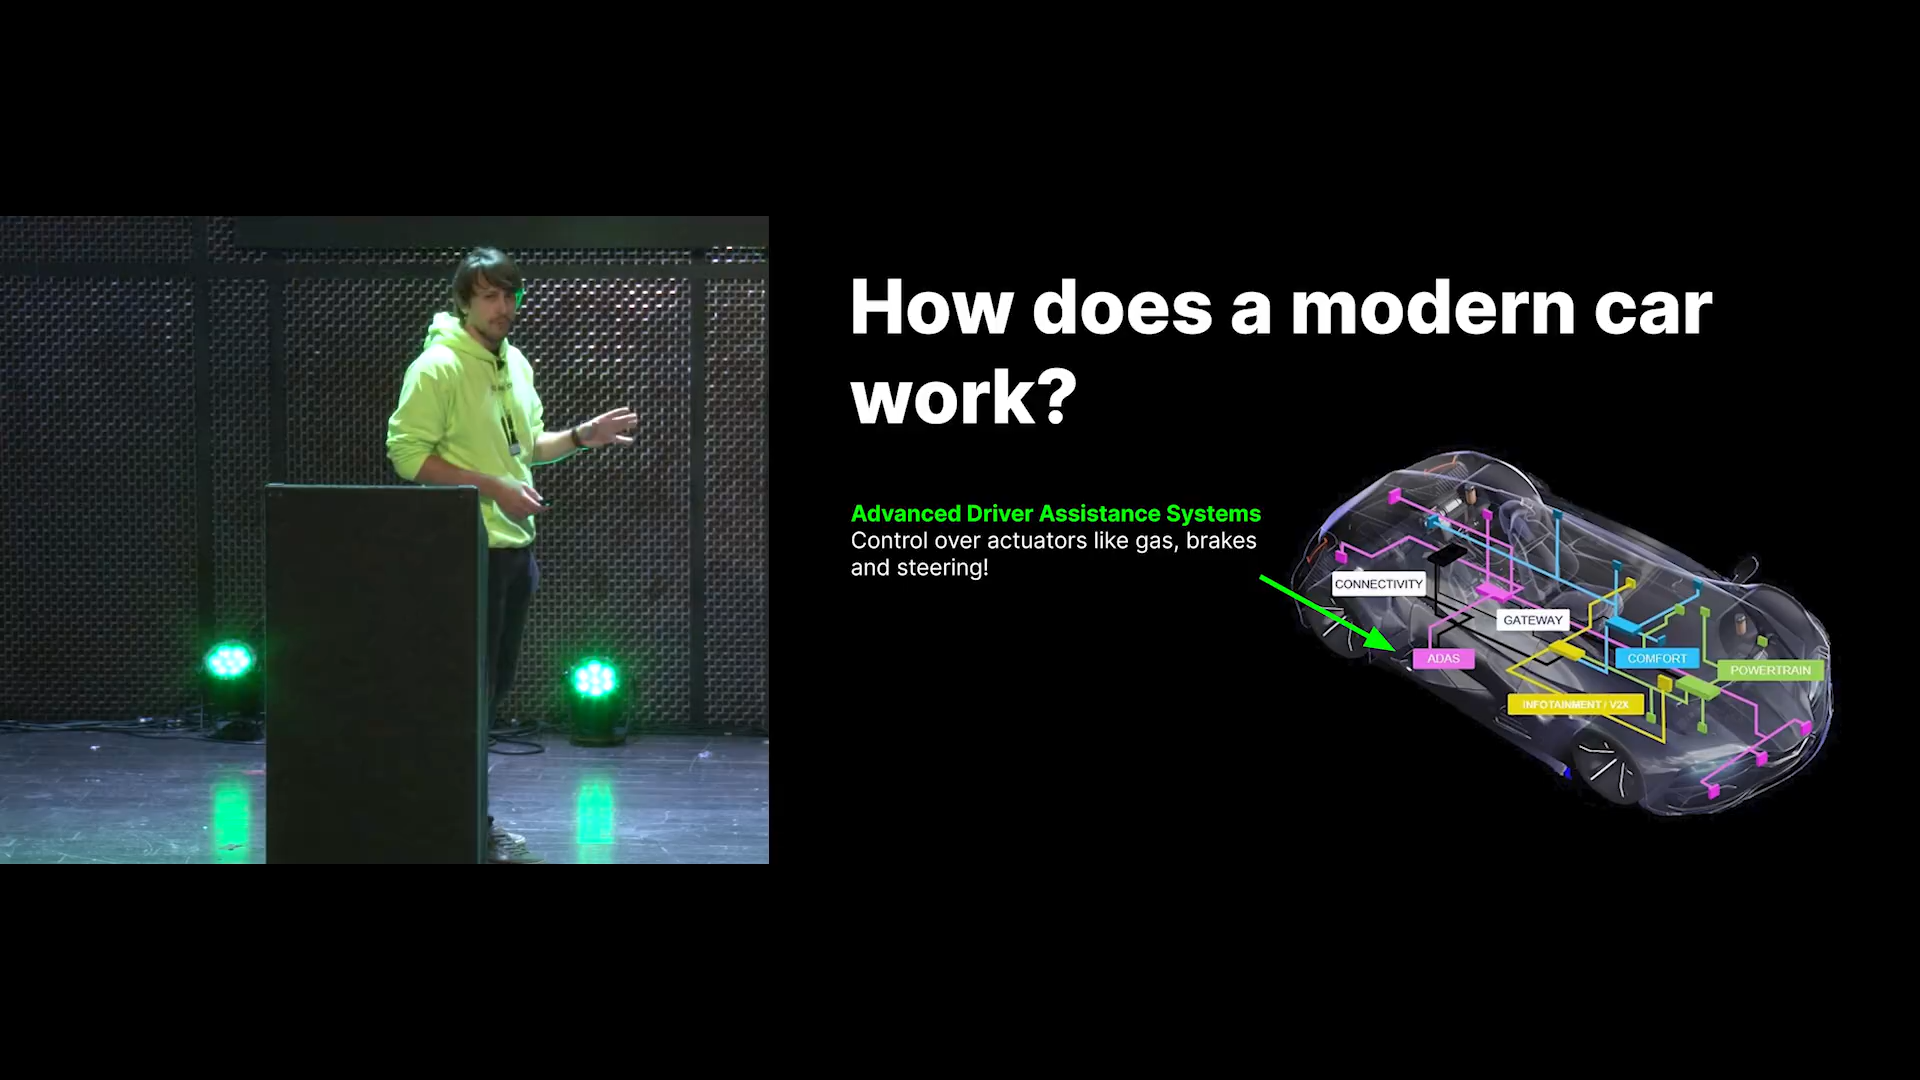 How does a modern car
work?
Advanced Driver Assistance Systems
Control over actuators like gas, brakes
and steering!
CONNECTIVITY
GATEWAY
ADAS
COMFORT
POWERTRAIN
INFOTAINMENT / V2X